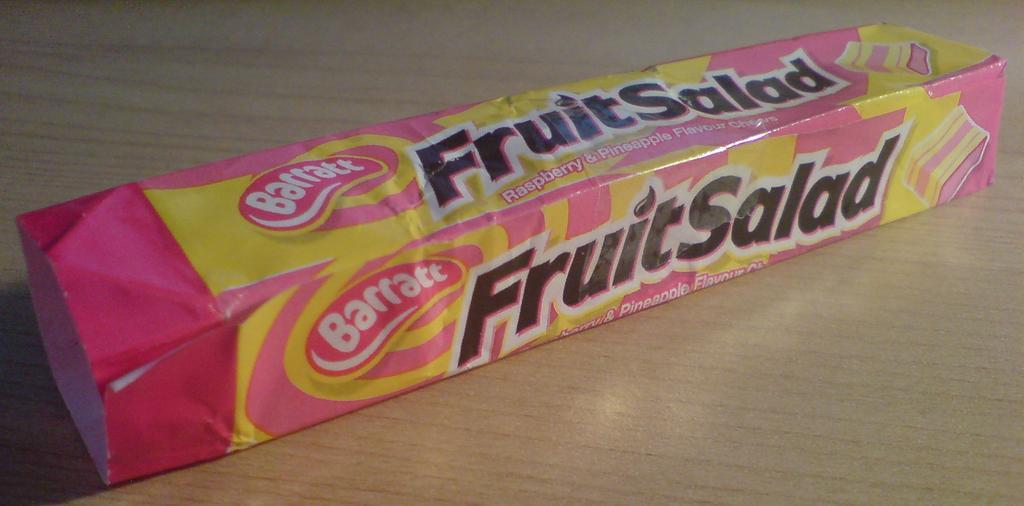 Barratt
FruitSalad
Raspberry & Pineapple Flavour Chews
Barratt
FruitSalad
& Pineapple Flavour